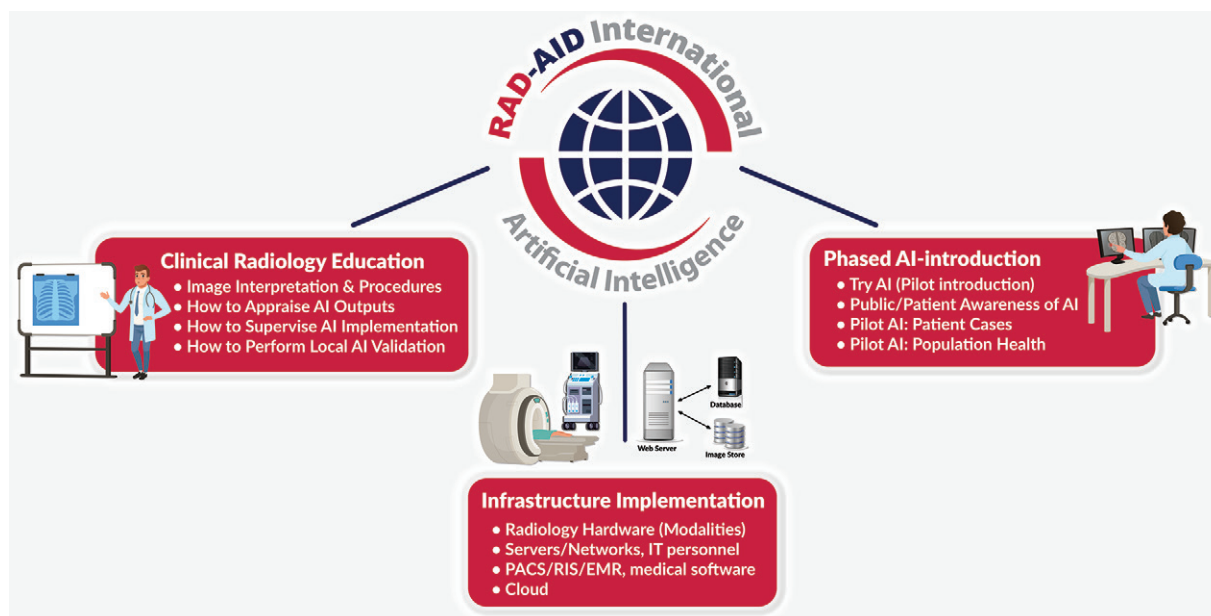 RAD-AID International
Artificial Intelligence
Clinical Radiology Education
• Image Interpretation & Procedures
• How to Appraise AI Outputs
• How to Supervise AI Implementation
• How to Perform Local AI Validation
Phased AI-introduction
• Try AI (Pilot introduction)
• Public/Patient Awareness of AI
• Pilot AI: Patient Cases
• Pilot AI: Population Health
Database
Web Server
Image Store
Infrastructure Implementation
• Radiology Hardware (Modalities)
• Servers/Networks, IT personnel
• PACS/RIS/EMR, medical software
• Cloud